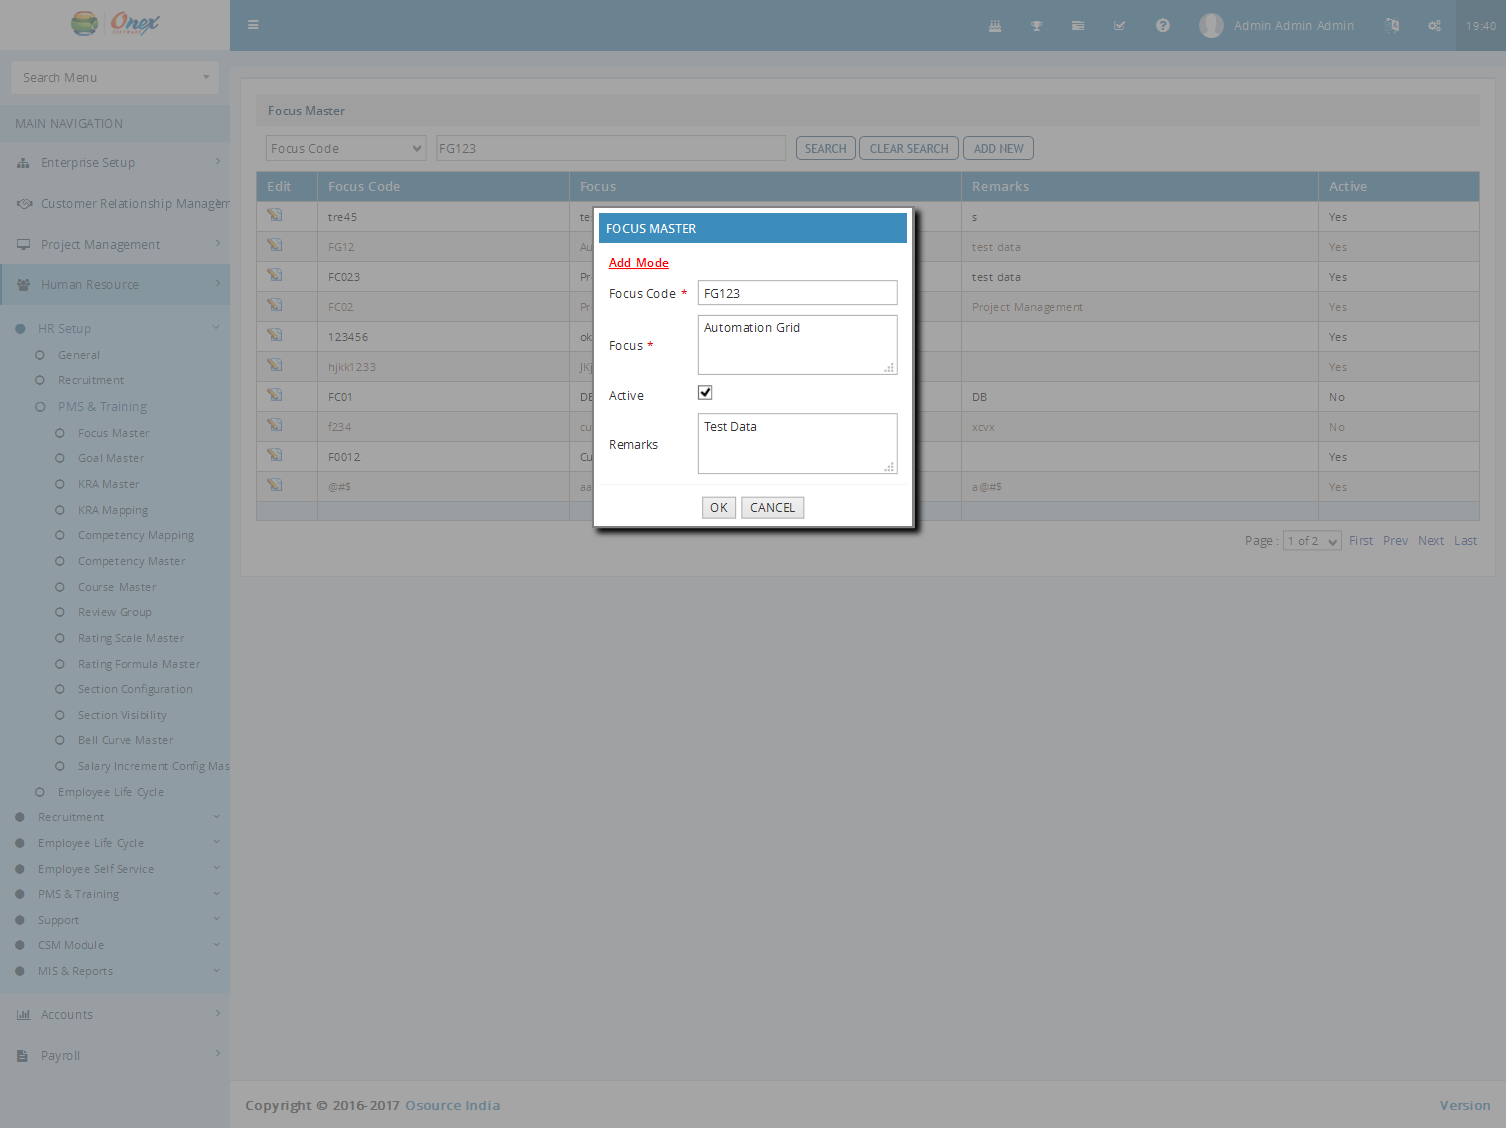 Onex
SOFTWARE
Admin Admin Admin
19:40
Search Menu
MAIN NAVIGATION
Enterprise Setup
Customer Relationship Managem
Project Management
Human Resource
HR Setup
General
Recruitment
PMS & Training
Focus Master
Goal Master
KRA Master
KRA Mapping
Competency Mapping
Competency Master
Course Master
Review Group
Rating Scale Master
Rating Formula Master
Section Configuration
Section Visibility
Bell Curve Master
Salary Increment Config Mas
Employee Life Cycle
Recruitment
Employee Life Cycle
Employee Self Service
PMS & Training
Support
CSM Module
MIS & Reports
Accounts
Payroll
Focus Master
Focus Code FG123 SEARCH CLEAR SEARCH ADD NEW
Edit Focus Code Focus Remarks Active
tre45 te s Yes
FG12 Au test data Yes
FC023 Pr test data Yes
FC02 Pr Project Management Yes
123456 ok Yes
hjkk1233 JKj Yes
FC01 DB DB No
f234 cu xcvx No
F0012 Cu Yes
@#$ aa a@#$ Yes
Page : 1 of 2 First Prev Next Last
FOCUS MASTER
Add Mode
Focus Code * FG123
Focus * Automation Grid
Active
Remarks Test Data
OK CANCEL
Copyright © 2016-2017 Osource India
Version